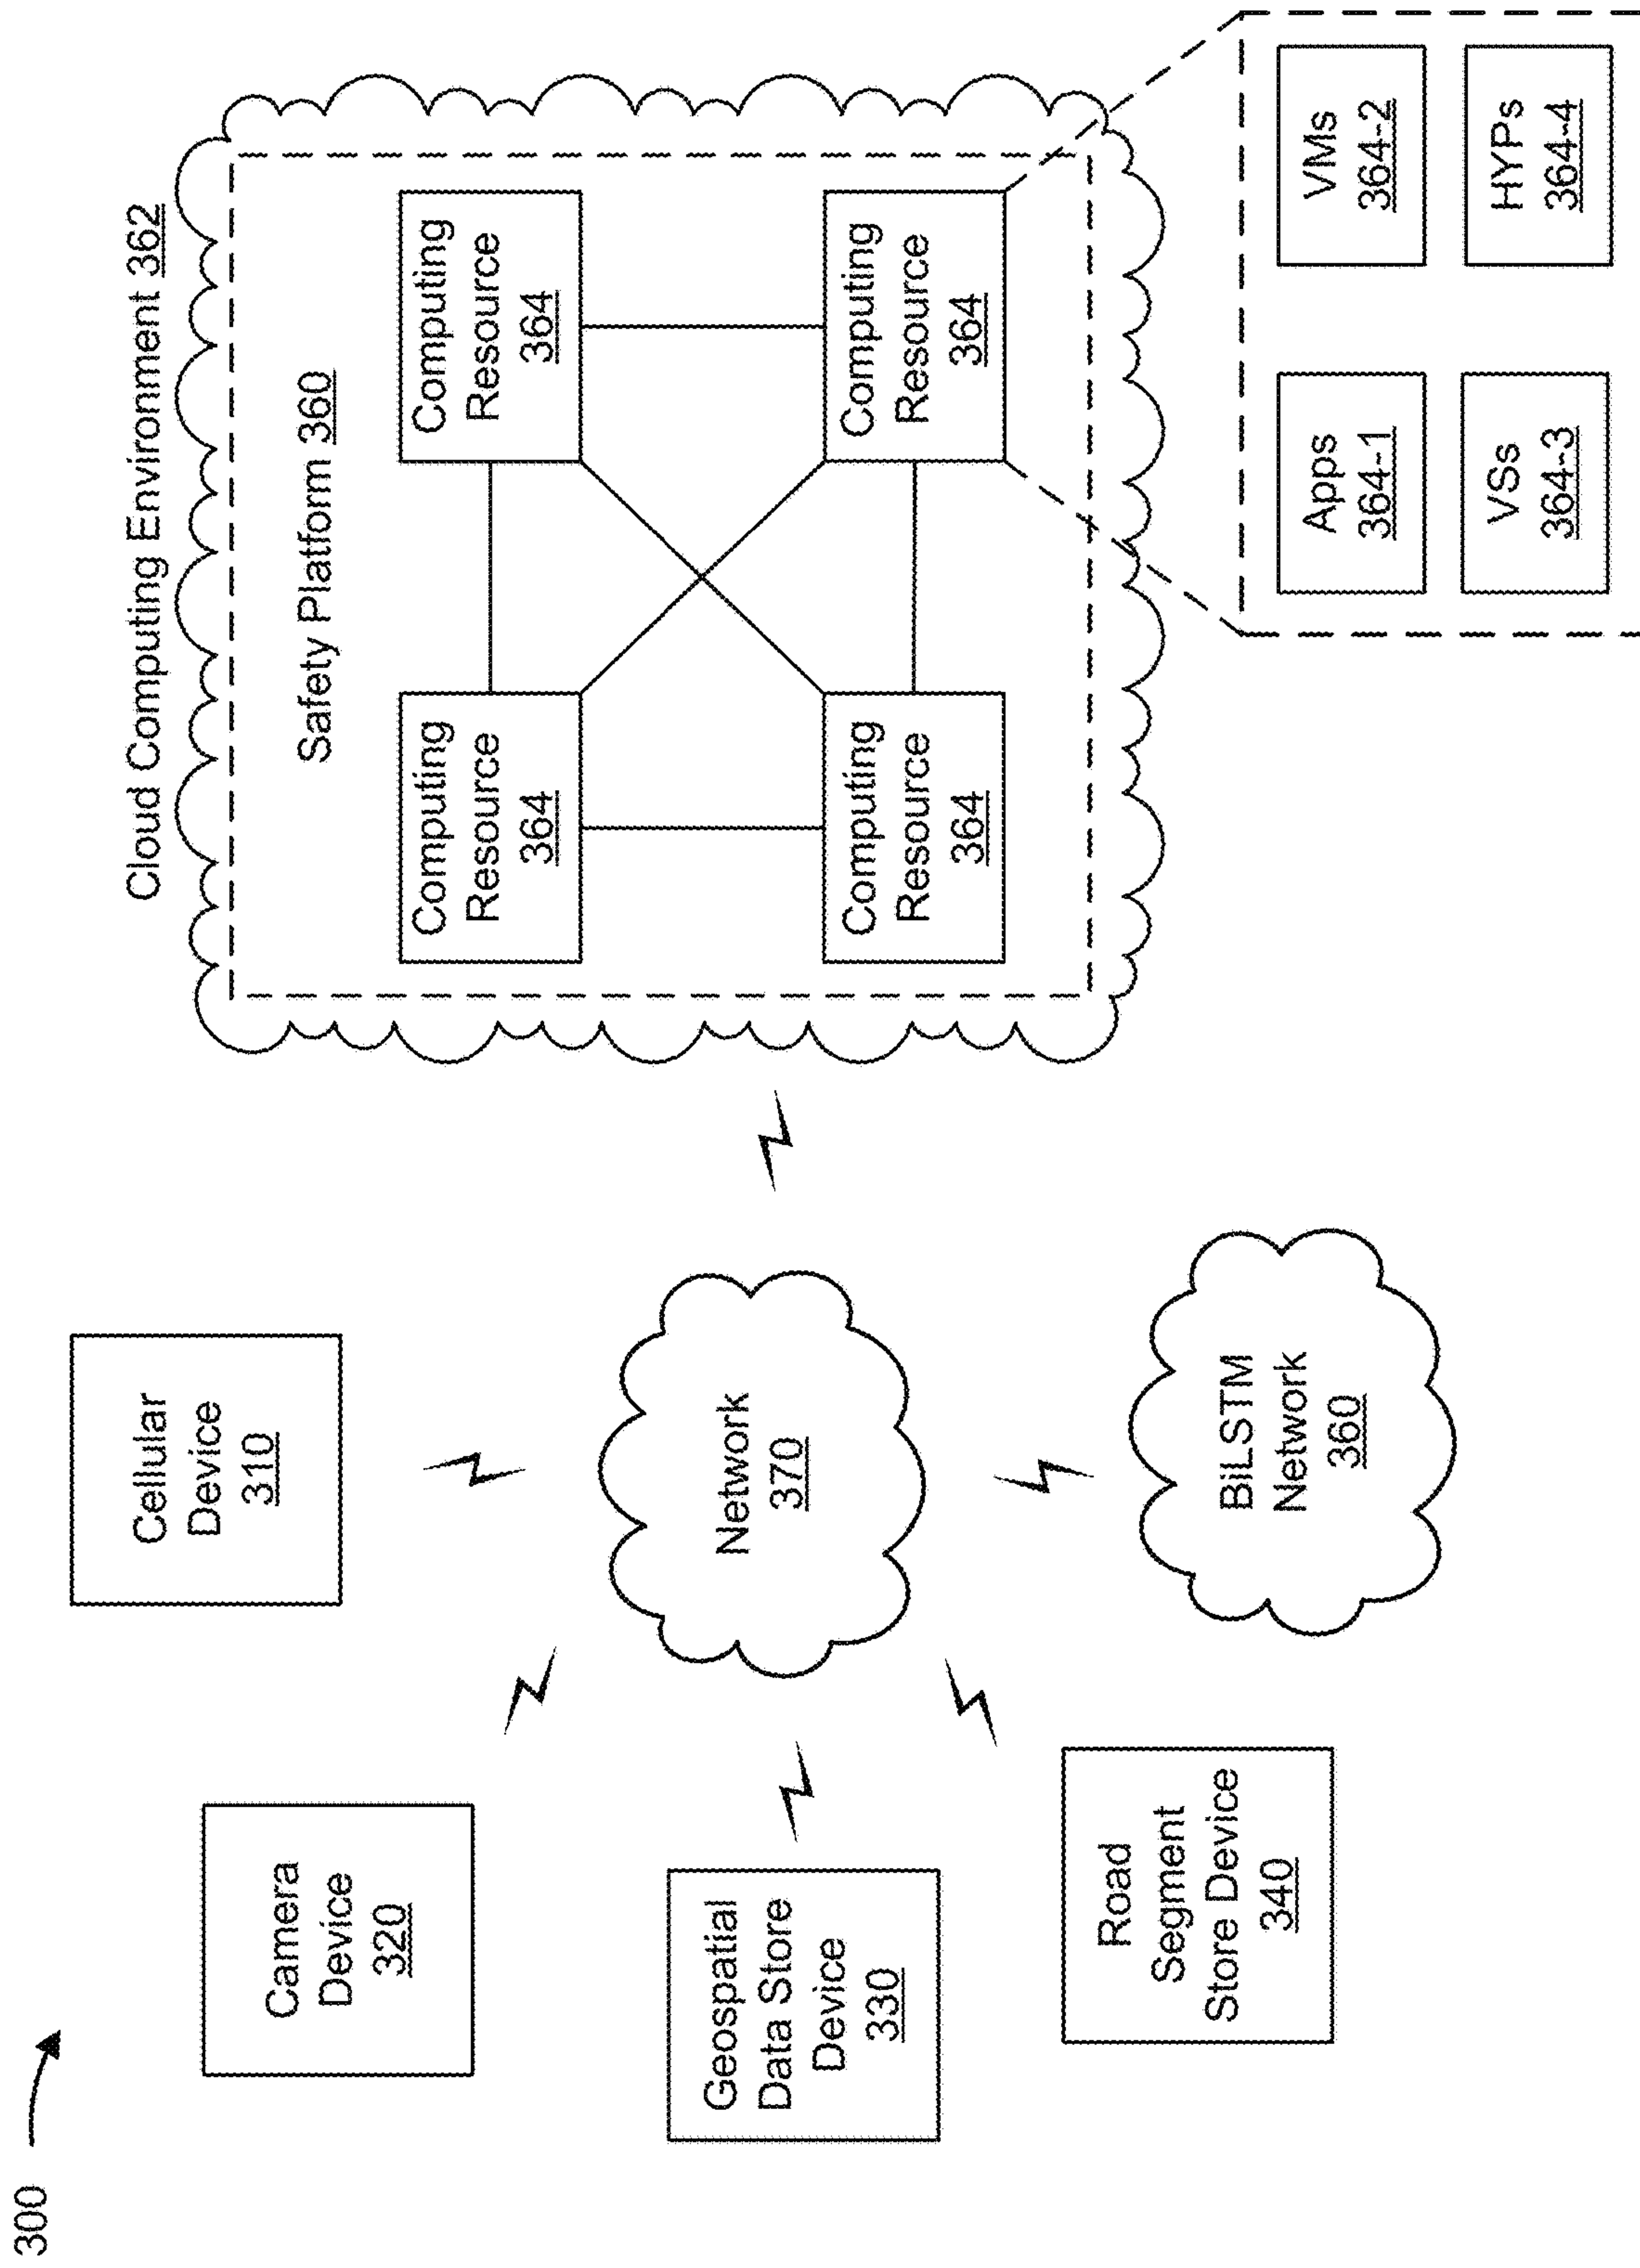 300
Cellular
Device
310
Camera
Device
320
Geospatial
Data Store
Device
330
Road
Segment
Store Device
340
Network
370
BiLSTM
Network
360
Cloud Computing Environment 362
Safety Platform 360
Computing
Resource
364
Computing
Resource
364
Computing
Resource
364
Computing
Resource
364
Apps
364-1
VMs
364-2
VSs
364-3
HYPs
364-4